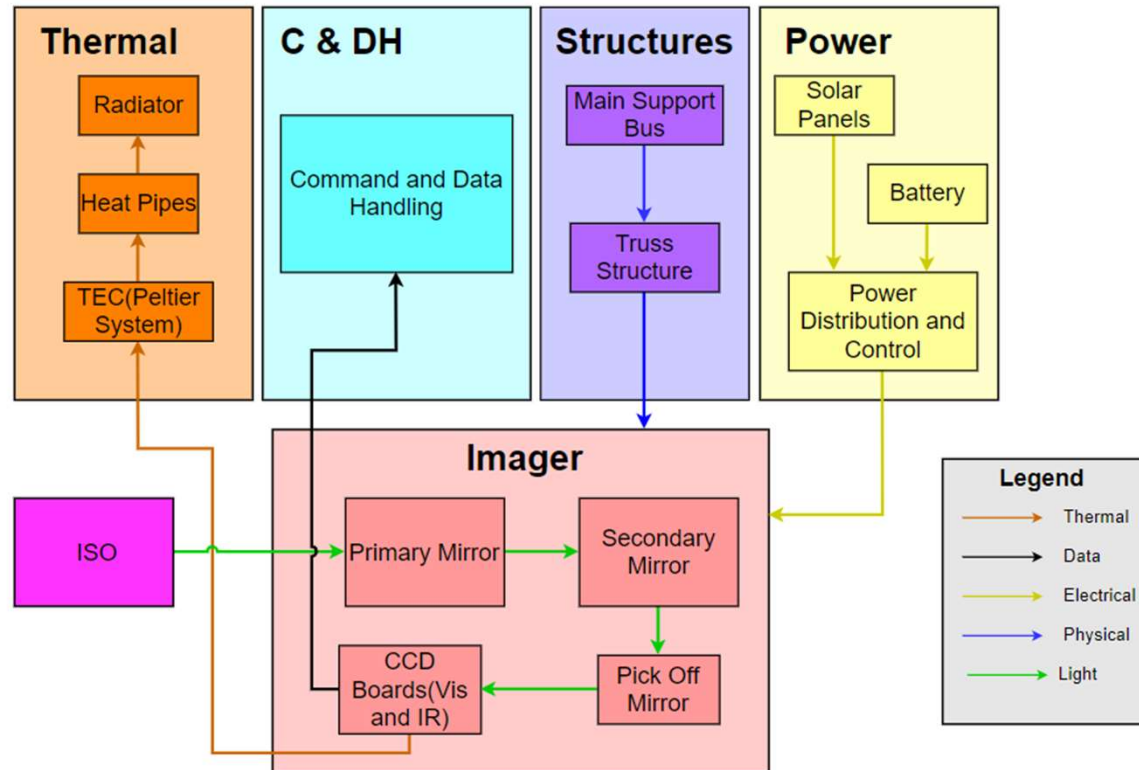 Thermal
Radiator
Heat Pipes
TEC(Peltier
System)
C & DH
Command and Data
Handling
Structures
Main Support
Bus
Truss
Structure
Power
Solar
Panels
Battery
Power
Distribution and
Control
Imager
ISO
Primary Mirror
Secondary
Mirror
CCD
Boards(Vis
and IR)
Pick Off
Mirror
Legend
Thermal
Data
Electrical
Physical
Light